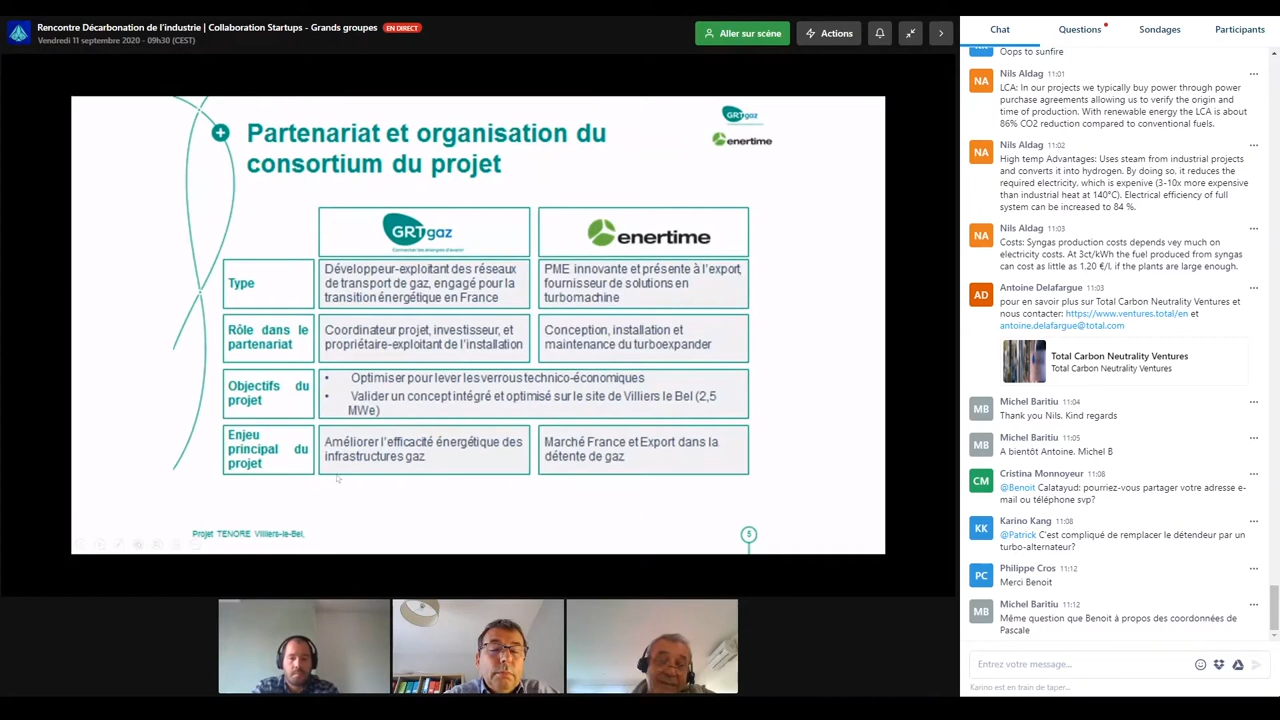 Rencontre Décarbonation de l'industrie | Collaboration Startups - Grands groupes
EN DIRECT
Vendredi 11 septembre 2020 - 09h30 (CEST)
Aller sur scène
Actions
Chat
Questions
Sondages
Participants
Partenariat et organisation du
consortium du projet
GRTgaz
enertime
GRTgaz
Connecter les énergies d'avenir
enertime
Type
Développeur-exploitant des réseaux
de transport de gaz, engagé pour la
transition énergétique en France
PME innovante et présente à l'export,
fournisseur de solutions en
turbomachine
Rôle dans le
partenariat
Coordinateur projet, investisseur, et
propriétaire-exploitant de l'installation
Conception, installation et
maintenance du turboexpander
Objectifs du
projet
• Optimiser pour lever les verrous technico-économiques
• Valider un concept intégré et optimisé sur le site de Villiers le Bel (2,5
MWe)
Enjeu
principal du
projet
Améliorer l'efficacité énergétique des
infrastructures gaz
Marché France et Export dans la
détente de gaz
Projet TENORE Villiers-le-Bel,
5
Oops to sunfire
NA
Nils Aldag 11:01
LCA: In our projects we typically buy power through power
purchase agreements allowing us to verify the origin and
time of production. With renewable energy the LCA is about
86% CO2 reduction compared to conventional fuels.
NA
Nils Aldag 11:02
High temp Advantages: Uses steam from industrial projects
and converts it into hydrogen. By doing so, it reduces the
required electricity, which is expenive (3-10x more expensive
than industrial heat at 140°C). Electrical efficiency of full
system can be increased to 84 %.
NA
Nils Aldag 11:03
Costs: Syngas production costs depends vey much on
electricity costs. At 3ct/kWh the fuel produced from syngas
can cost as little as 1.20 €/l, if the plants are large enough.
AD
Antoine Delafargue 11:03
pour en savoir plus sur Total Carbon Neutrality Ventures et
nous contacter: https://www.ventures.total/en et
antoine.delafargue@total.com
Total Carbon Neutrality Ventures
Total Carbon Neutrality Ventures
MB
Michel Baritiu 11:04
Thank you Nils. Kind regards
MB
Michel Baritiu 11:05
A bientôt Antoine. Michel B
CM
Cristina Monnoyeur 11:08
@Benoit Calatayud: pourriez-vous partager votre adresse e-
mail ou téléphone svp?
KK
Karino Kang 11:08
@Patrick C'est compliqué de remplacer le détendeur par un
turbo-alternateur?
PC
Philippe Cros 11:12
Merci Benoit
MB
Michel Baritiu 11:12
Même question que Benoit à propos des coordonnées de
Pascale
Entrez votre message...
Karino est en train de taper...